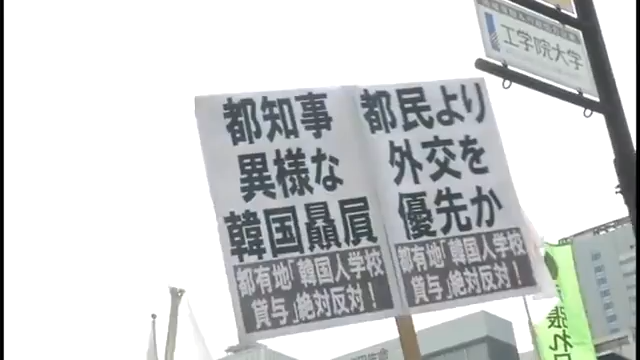 工学院大学
都知事
異様な
韓国贔屓
都有地「韓国人学校
貸与」絶対反対！
都民より
外交を
優先か
都有地「韓国人学校
貸与」絶対反対！
張れ